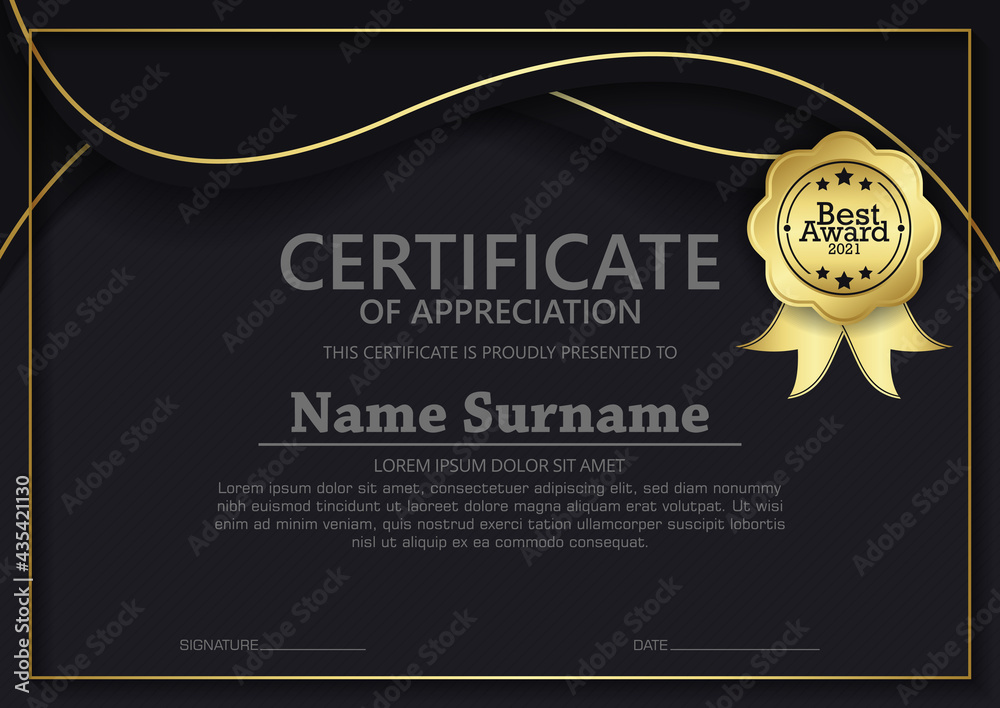 CERTIFICATE
OF APPRECIATION
THIS CERTIFICATE IS PROUDLY PRESENTED TO
Name Surname
LOREM IPSUM DOLOR SIT AMET
Lorem ipsum dolor sit amet, consectetuer adipiscing elit, sed diam nonummy
nibh euismod tincidunt ut laoreet dolore magna aliquam erat volutpat. Ut wisi
enim ad minim veniam, quis nostrud exerci tation ullamcorper suscipit lobortis
nisl ut aliquip ex ea commodo consequat.
SIGNATURE
DATE
Best
Award
2021
Adobe Stock | #435421130
Adobe Stock